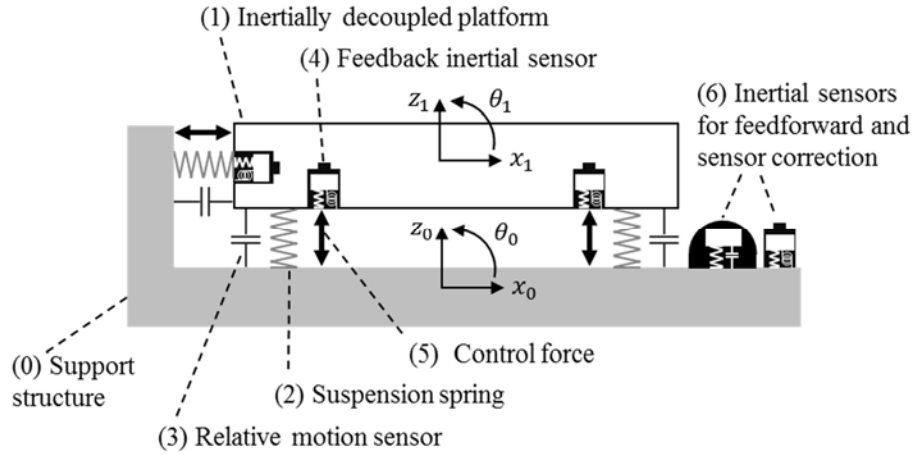 (1) Inertially decoupled platform
(4) Feedback inertial sensor
(6) Inertial sensors
for feedforward and
sensor correction
z₁ θ₁
x₁
z₀ θ₀
x₀
(0) Support
structure
(5) Control force
(2) Suspension spring
(3) Relative motion sensor